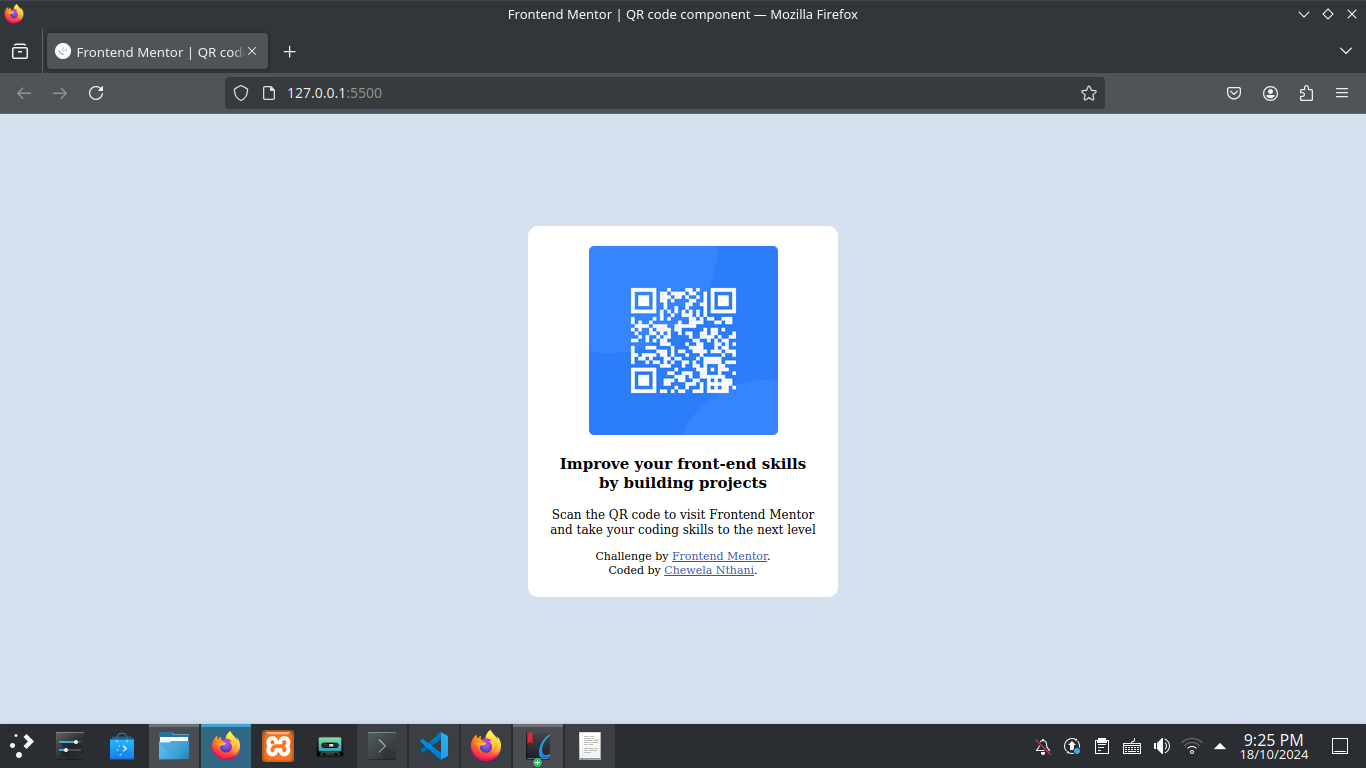 Frontend Mentor | QR code component — Mozilla Firefox
Frontend Mentor | QR cod
127.0.0.1:5500
Improve your front-end skills
by building projects
Scan the QR code to visit Frontend Mentor
and take your coding skills to the next level
Challenge by Frontend Mentor.
Coded by Chewela Nthani.
9:25 PM
18/10/2024